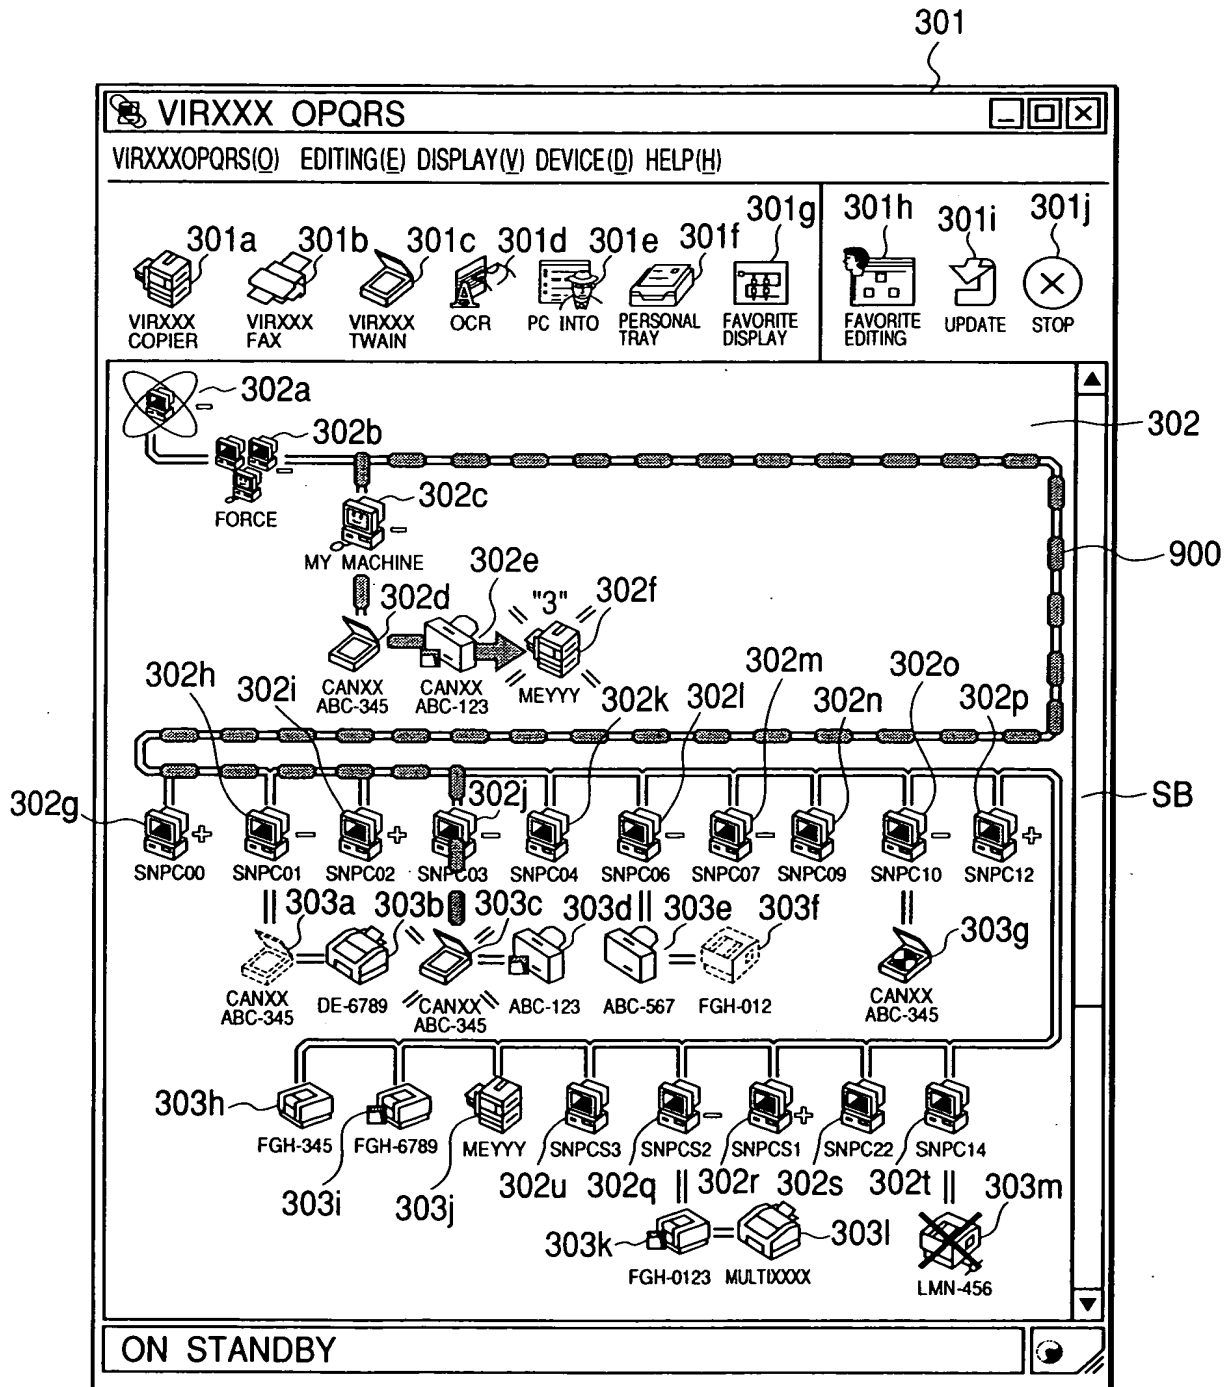 301
VIRXXX OPQRS
VIRXXXOPQRS(O) EDITING(E) DISPLAY(V) DEVICE(D) HELP(H)
301a 301b 301c 301d 301e 301f 301g 301h 301i 301j
VIRXXX COPIER
VIRXXX FAX
VIRXXX TWAIN
OCR
PC INTO
PERSONAL TRAY
FAVORITE DISPLAY
FAVORITE EDITING
UPDATE
STOP
302a
302
302b
FORCE
302c
MY MACHINE
900
302d 302e "3" 302f
CANXX ABC-345
CANXX ABC-123
MEYYY
302h 302i 302k 302l 302m 302n 302o 302p
302g 302j SB
SNPC00 SNPC01 SNPC02 SNPC03 SNPC04 SNPC06 SNPC07 SNPC09 SNPC10 SNPC12
303a 303b 303c 303d 303e 303f 303g
CANXX ABC-345
DE-6789
CANXX ABC-345
ABC-123
ABC-567
FGH-012
CANXX ABC-345
303h
FGH-345 FGH-6789 MEYYY SNPCS3 SNPCS2 SNPCS1 SNPC22 SNPC14
303i 303j 302u 302q 302r 302s 302t 303m
303k 303l
FGH-0123 MULTIXXXX LMN-456
ON STANDBY